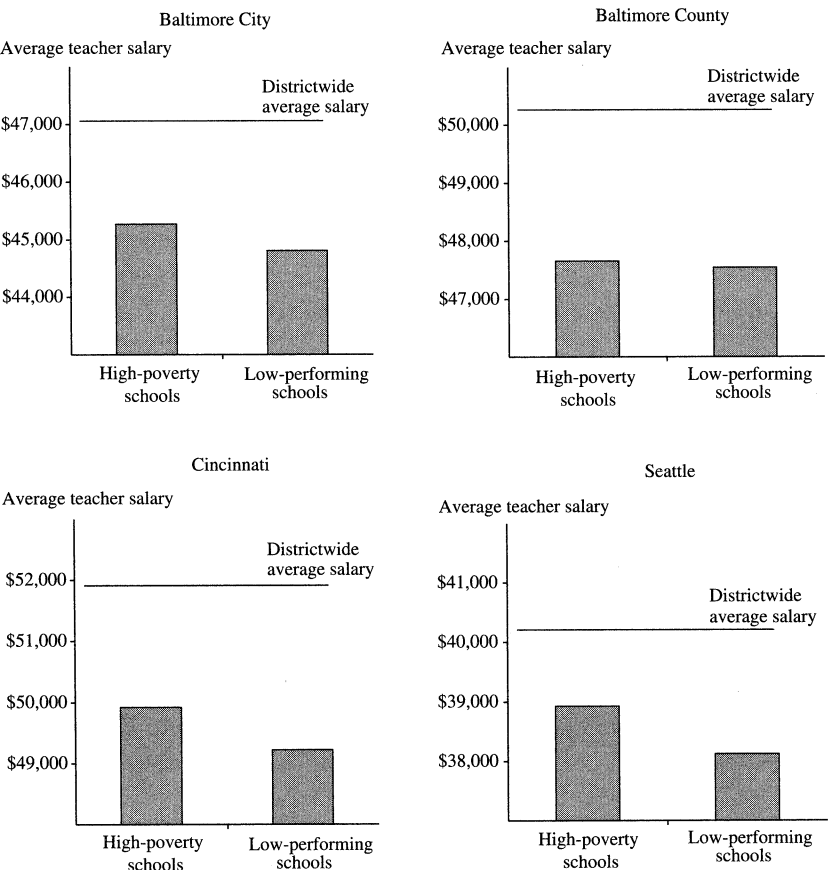 Baltimore City
Average teacher salary
Districtwide
average salary
$47,000
$46,000
$45,000
$44,000
High-poverty
schools
Low-performing
schools
Baltimore County
Average teacher salary
Districtwide
average salary
$50,000
$49,000
$48,000
$47,000
High-poverty
schools
Low-performing
schools
Cincinnati
Average teacher salary
Districtwide
average salary
$52,000
$51,000
$50,000
$49,000
High-poverty
schools
Low-performing
schools
Seattle
Average teacher salary
$41,000
Districtwide
average salary
$40,000
$39,000
$38,000
High-poverty
schools
Low-performing
schools